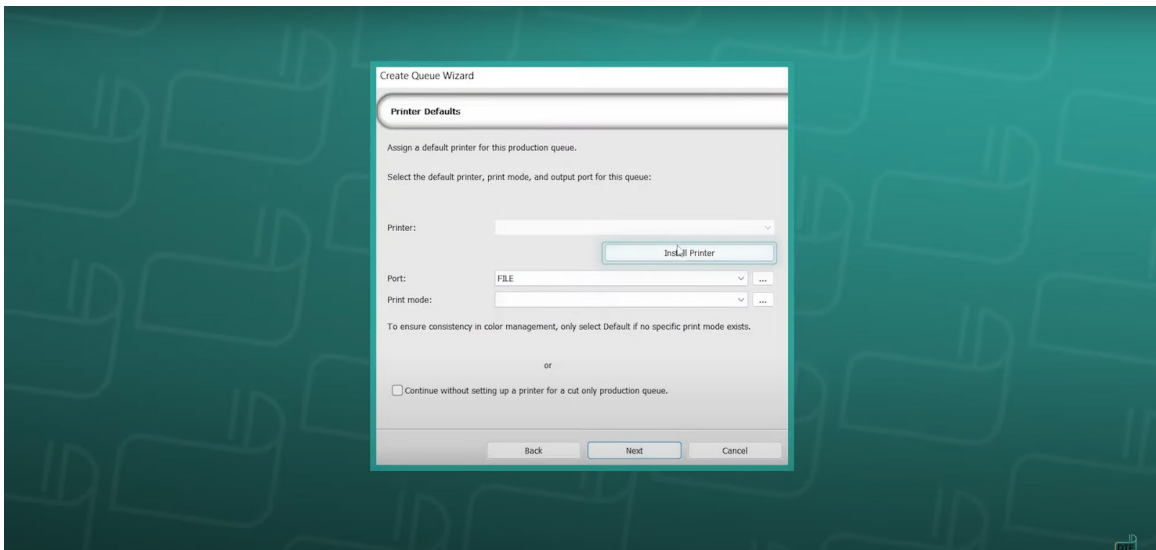 Create Queue Wizard
Printer Defaults
Assign a default printer for this production queue.
Select the default printer, print mode, and output port for this queue:
Printer:
Install Printer
Port:
FILE
...
Print mode:
...
To ensure consistency in color management, only select Default if no specific print mode exists.
or
Continue without setting up a printer for a cut only production queue.
Back
Next
Cancel